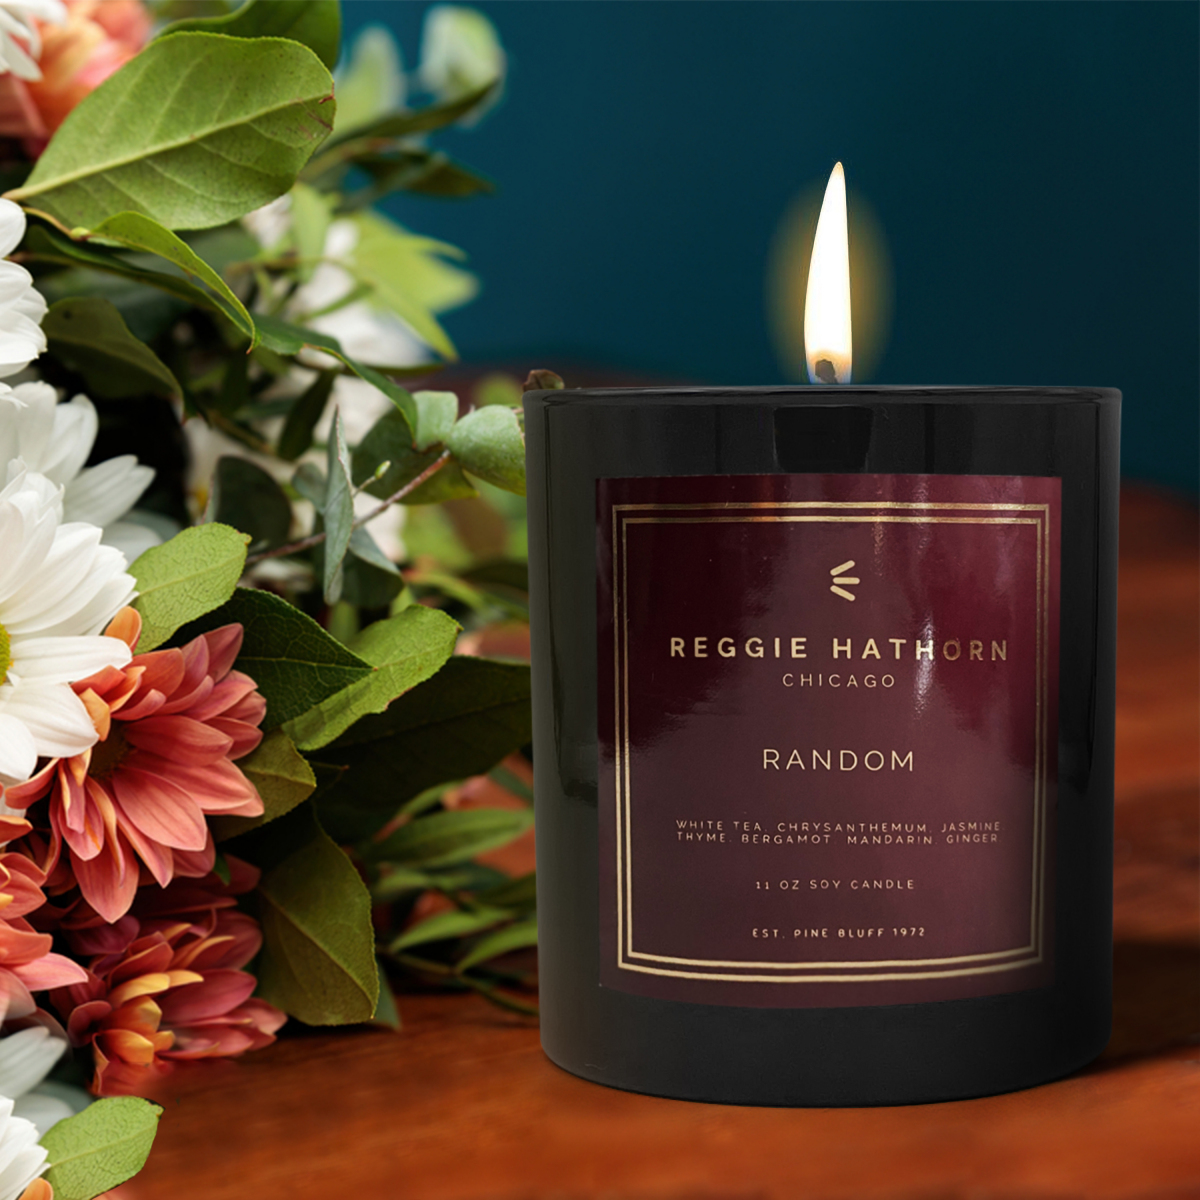 REGGIE HATHORN
CHICAGO
RANDOM
WHITE TEA, CHRYSANTHEMUM, JASMINE
THYME, BERGAMOT, MANDARIN, GINGER
11 OZ SOY CANDLE
EST. PINE BLUFF 1972